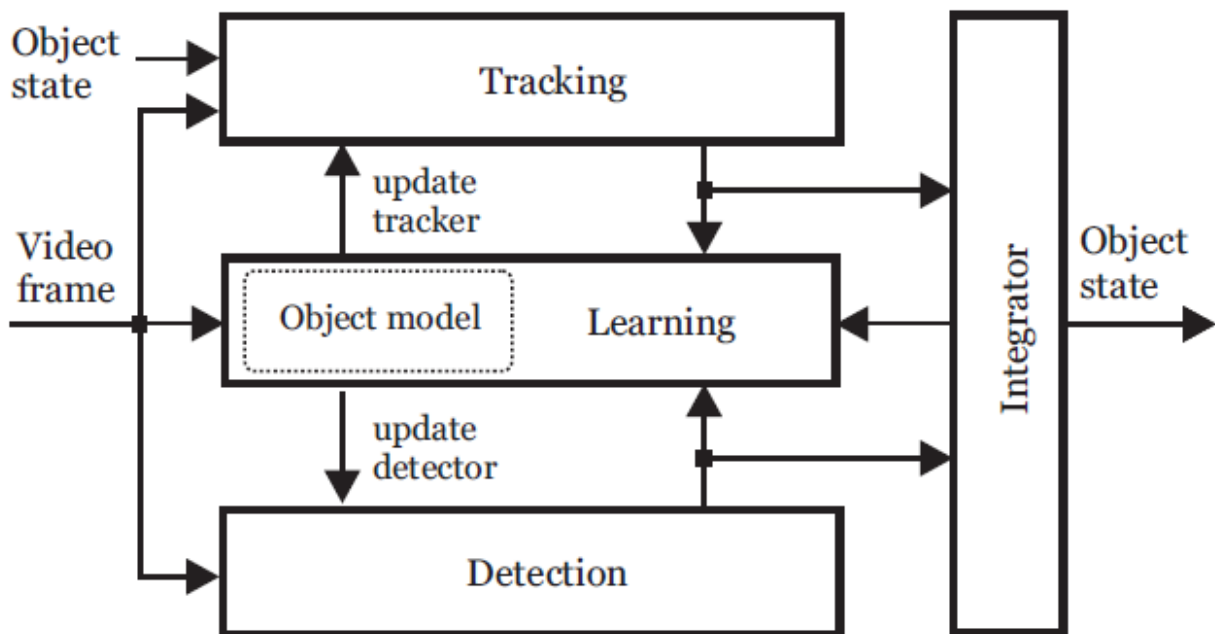 Object
state
Tracking
update
tracker
Video
frame
Object model
Learning
Integrator
Object
state
update
detector
Detection